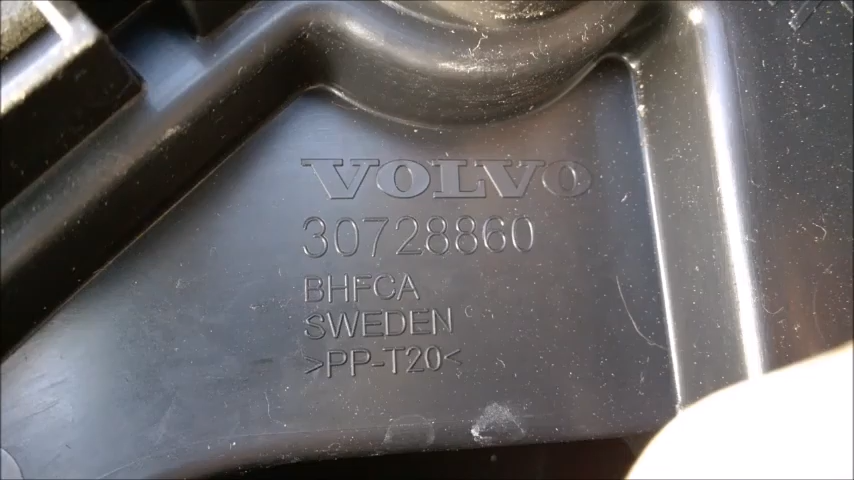 VOLVO
30728860
BHFCA
SWEDEN
>PP-T20<